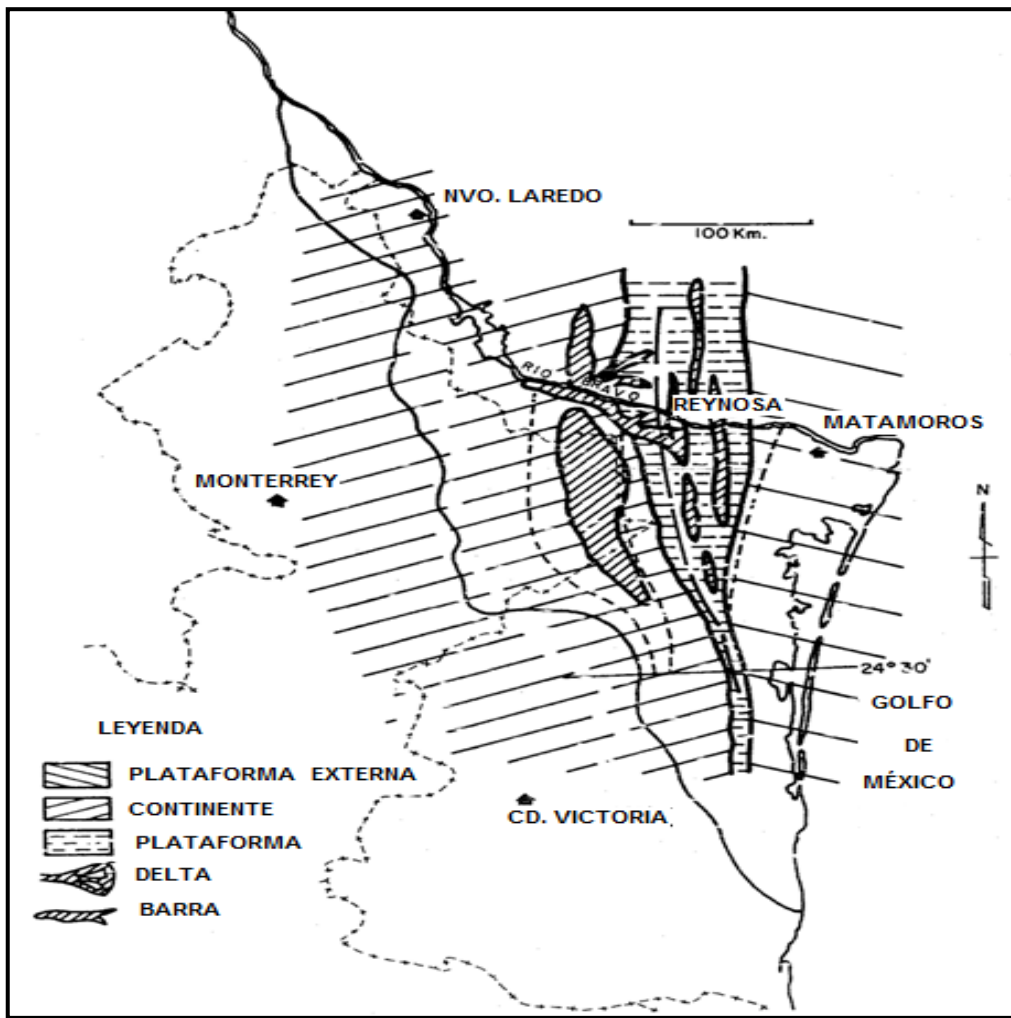 NVO. LAREDO
100 Km.
RIO BRAVO
REYNOSA
MATAMOROS
MONTERREY
N
24°30'
GOLFO
DE
MÉXICO
LEYENDA
PLATAFORMA EXTERNA
CONTINENTE
PLATAFORMA
DELTA
BARRA
CD. VICTORIA